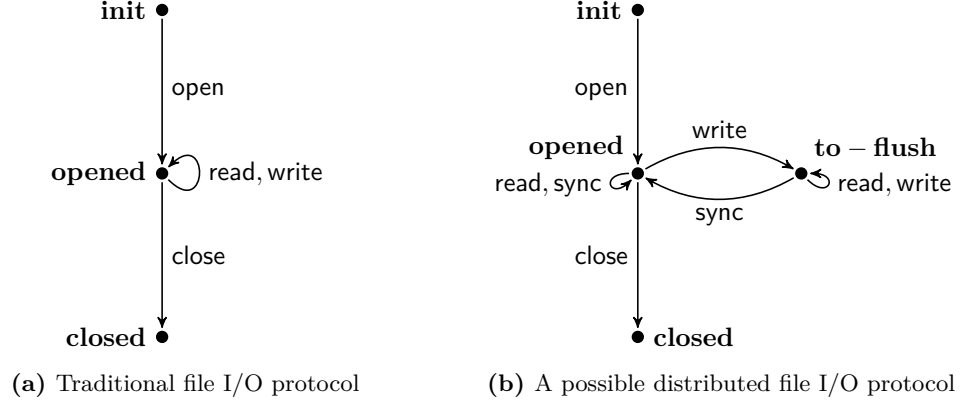 init
open
opened
read, write
close
closed
(a) Traditional file I/O protocol
init
open
opened
write
to − flush
read, sync
read, write
sync
close
closed
(b) A possible distributed file I/O protocol